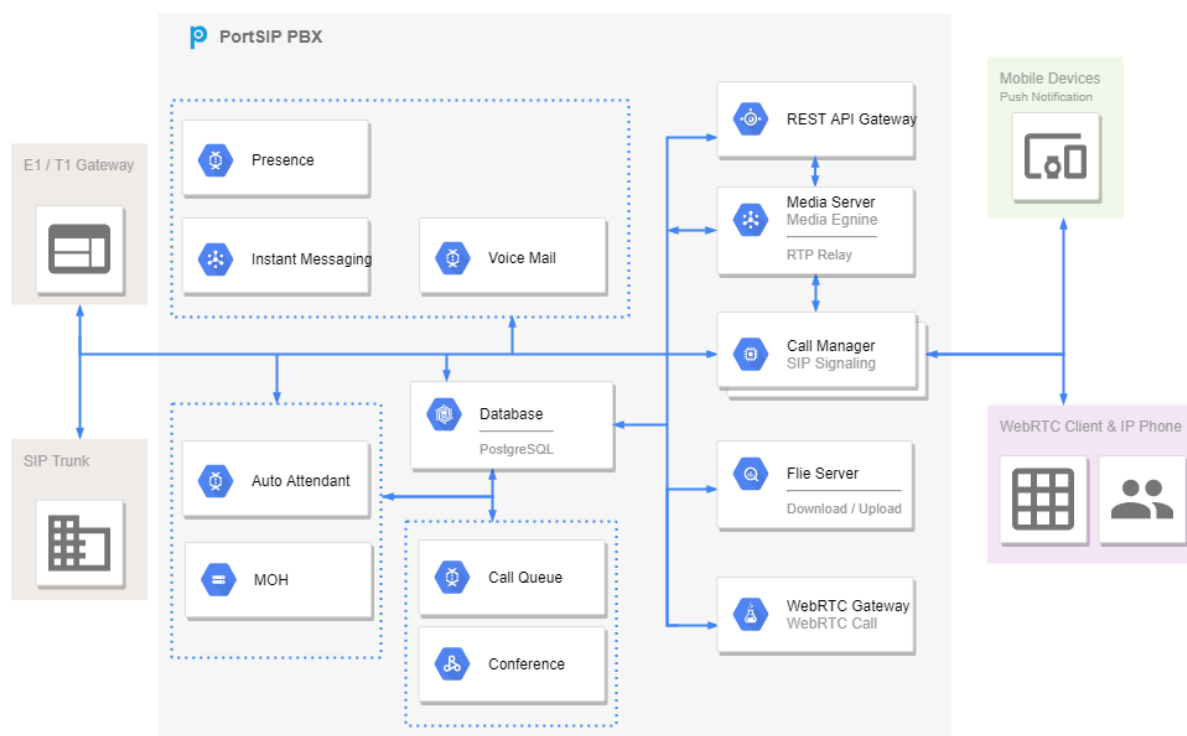 PortSIP PBX
E1 / T1 Gateway
SIP Trunk
Presence
Instant Messaging
Voice Mail
Database
PostgreSQL
Auto Attendant
MOH
Call Queue
Conference
REST API Gateway
Media Server
Media Egnine
RTP Relay
Call Manager
SIP Signaling
Flie Server
Download / Upload
WebRTC Gateway
WebRTC Call
Mobile Devices
Push Notification
WebRTC Client & IP Phone